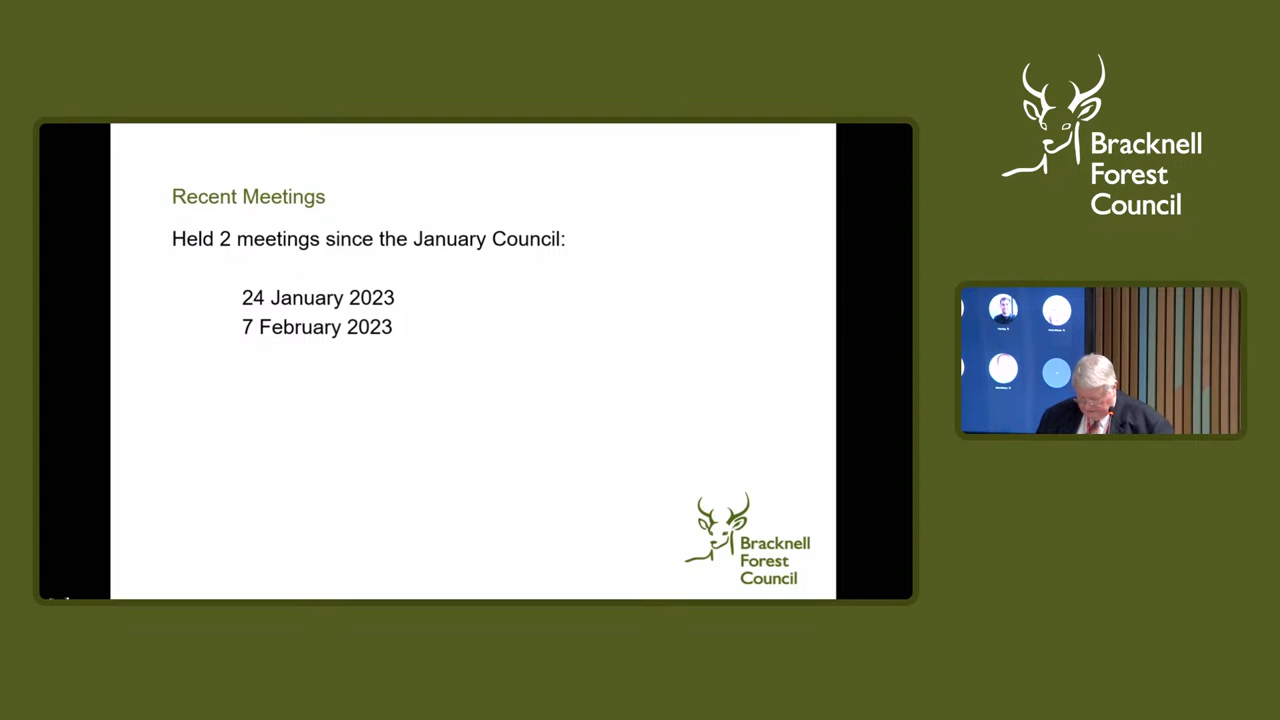 Recent Meetings
Held 2 meetings since the January Council:
24 January 2023
7 February 2023
Bracknell
Forest
Council
Bracknell
Forest
Council